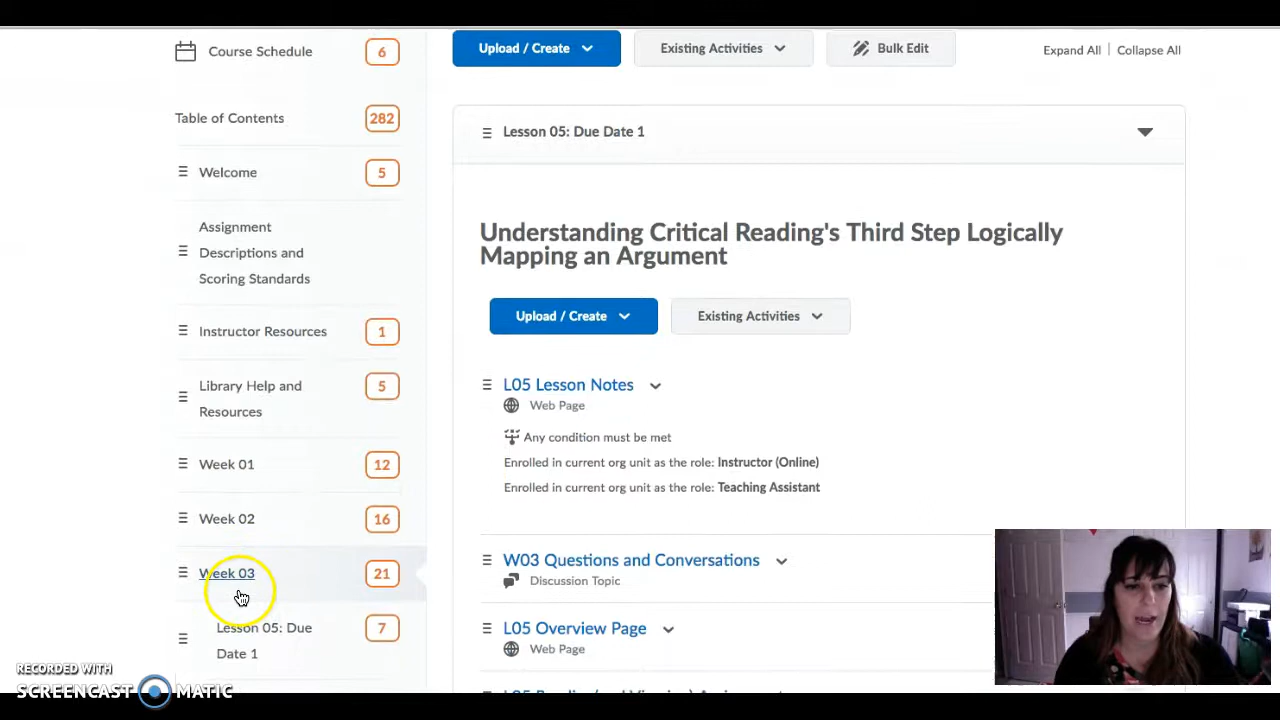 Course Schedule
6
Table of Contents
282
Welcome
5
Assignment
Descriptions and
Scoring Standards
Instructor Resources
1
Library Help and
Resources
5
Week 01
12
Week 02
16
Week 03
21
Lesson 05: Due
Date 1
7
Upload / Create
Existing Activities
Bulk Edit
Expand All | Collapse All
Lesson 05: Due Date 1
Understanding Critical Reading's Third Step Logically
Mapping an Argument
Upload / Create
Existing Activities
L05 Lesson Notes
Web Page
Any condition must be met
Enrolled in current org unit as the role: Instructor (Online)
Enrolled in current org unit as the role: Teaching Assistant
W03 Questions and Conversations
Discussion Topic
L05 Overview Page
Web Page
RECORDED WITH
SCREENCAST MATIC